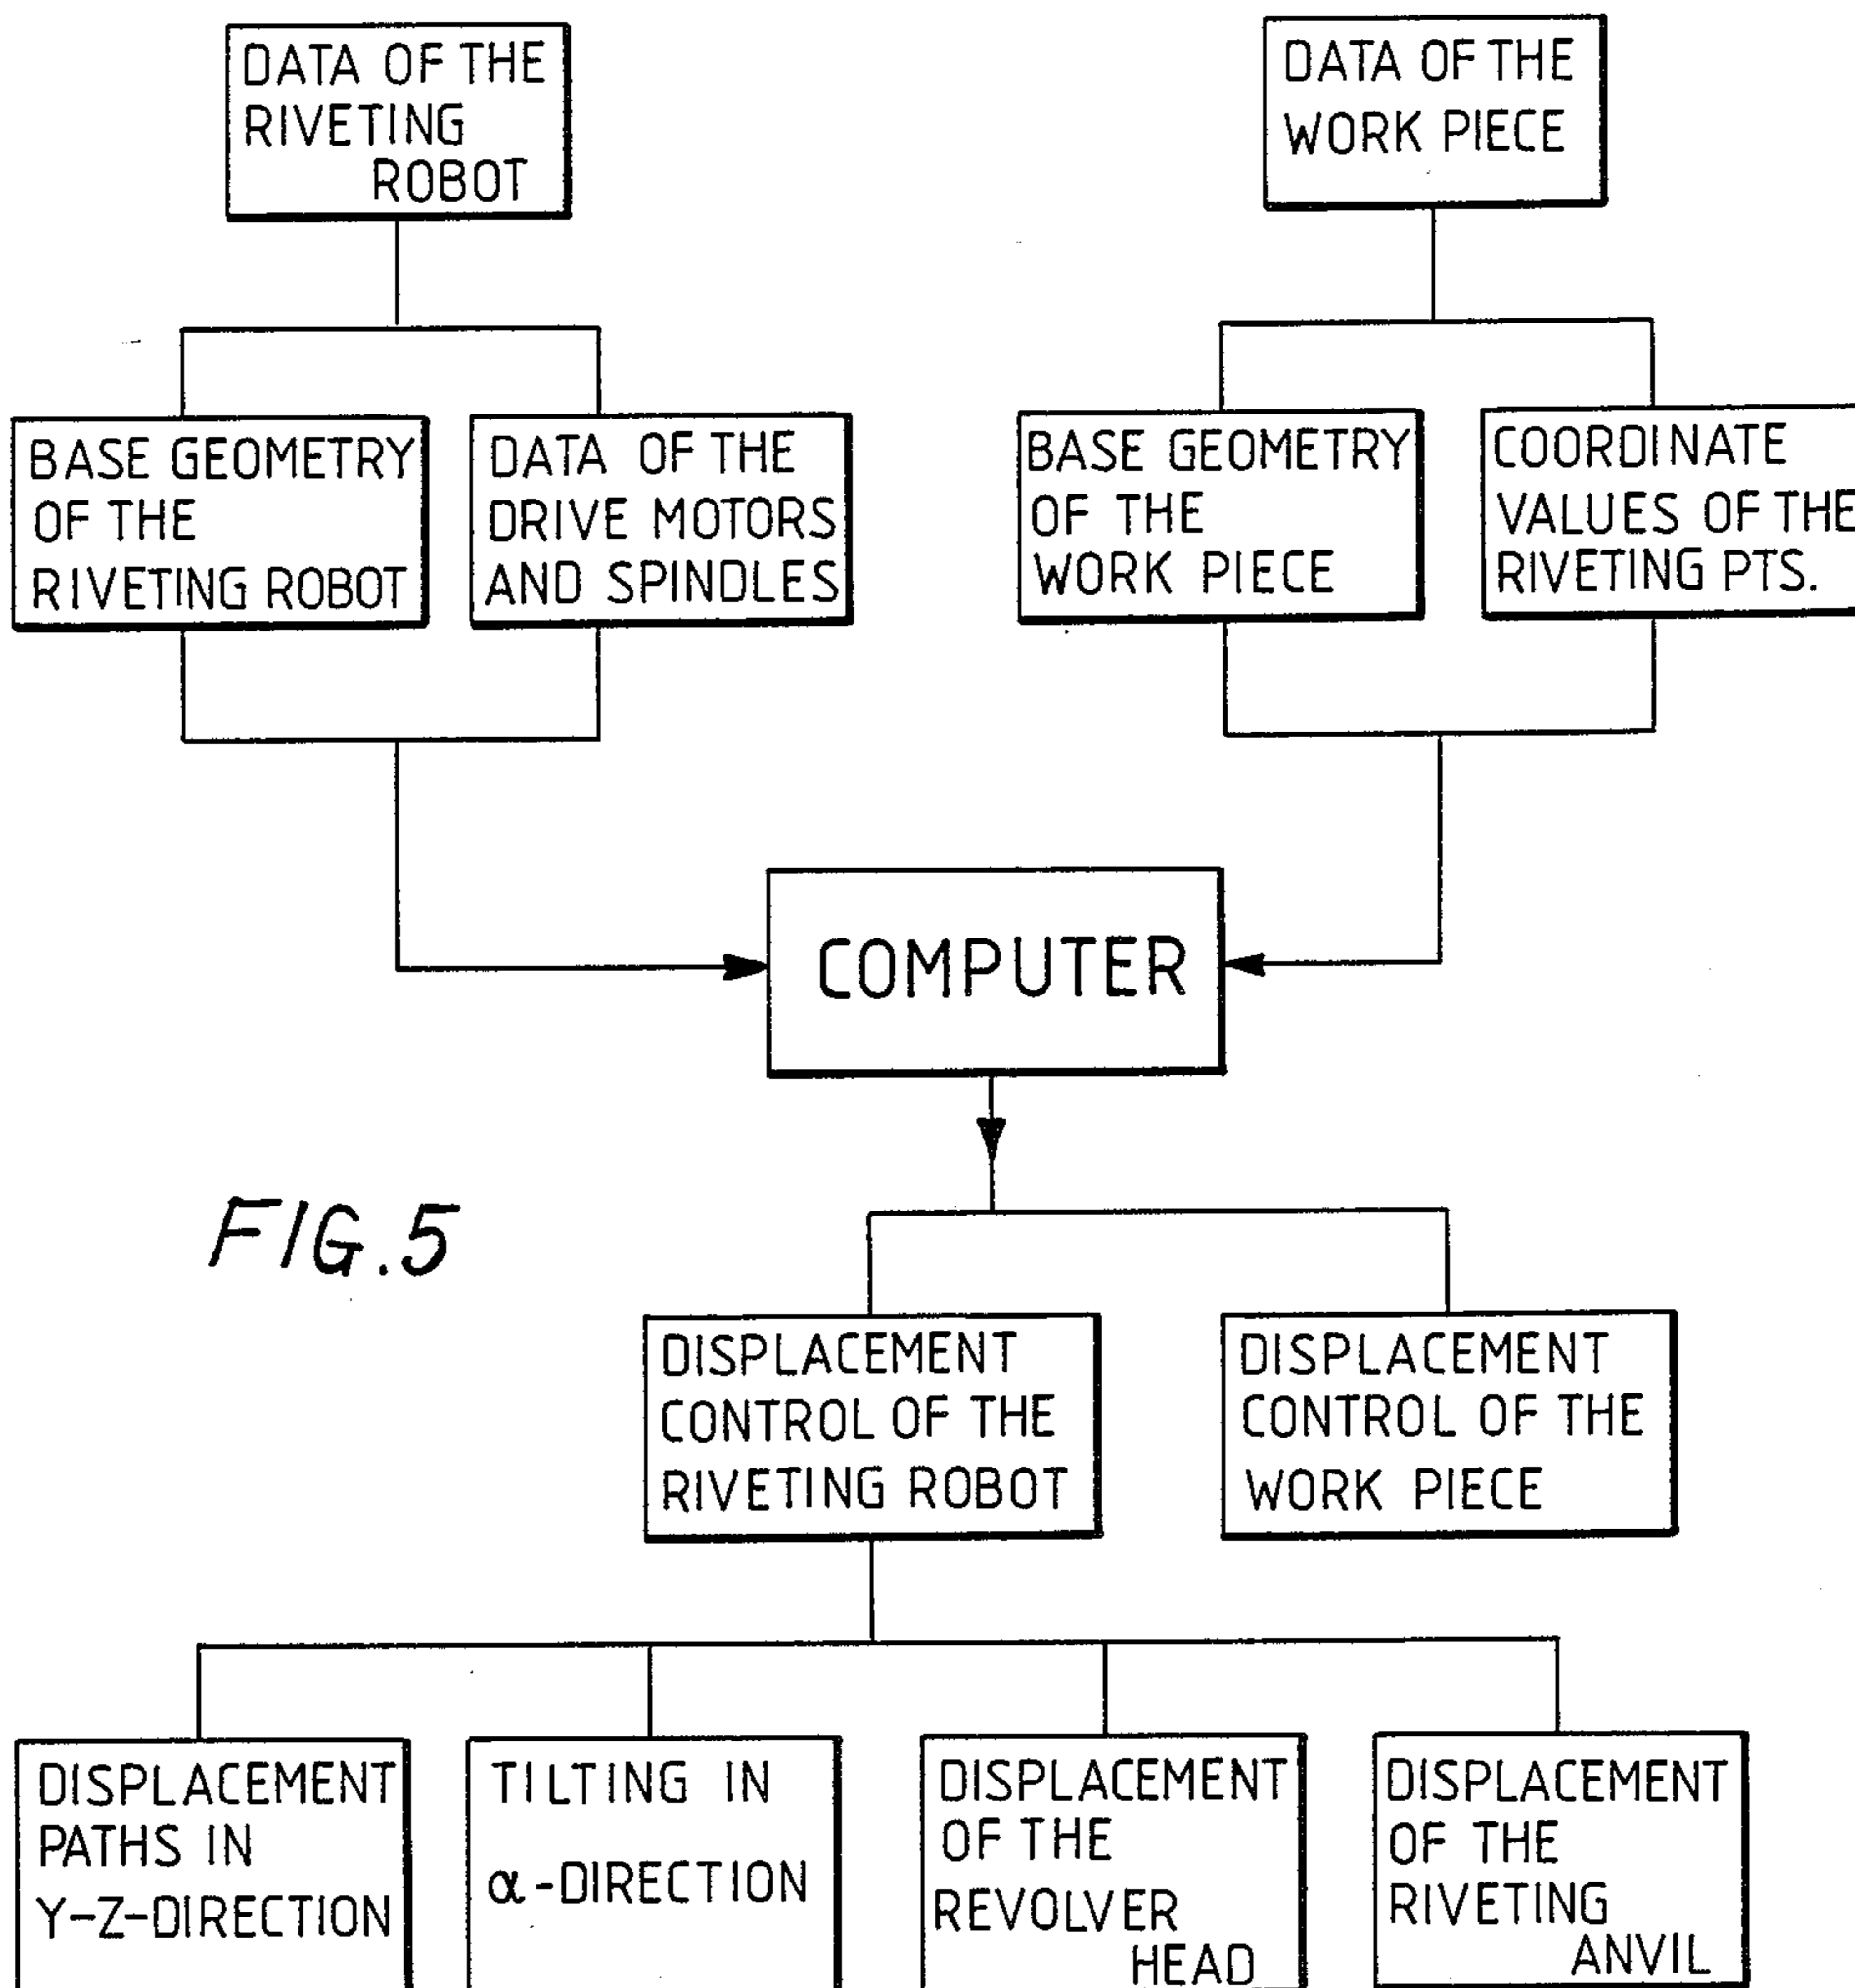 DATA OF THE
RIVETING
ROBOT
DATA OF THE
WORK PIECE
BASE GEOMETRY
OF THE
RIVETING ROBOT
DATA OF THE
DRIVE MOTORS
AND SPINDLES
BASE GEOMETRY
OF THE
WORK PIECE
COORDINATE
VALUES OF THE
RIVETING PTS.
COMPUTER
FIG.5
DISPLACEMENT
CONTROL OF THE
RIVETING ROBOT
DISPLACEMENT
CONTROL OF THE
WORK PIECE
DISPLACEMENT
PATHS IN
Y-Z-DIRECTION
TILTING IN
α-DIRECTION
DISPLACEMENT
OF THE
REVOLVER
HEAD
DISPLACEMENT
OF THE
RIVETING
ANVIL